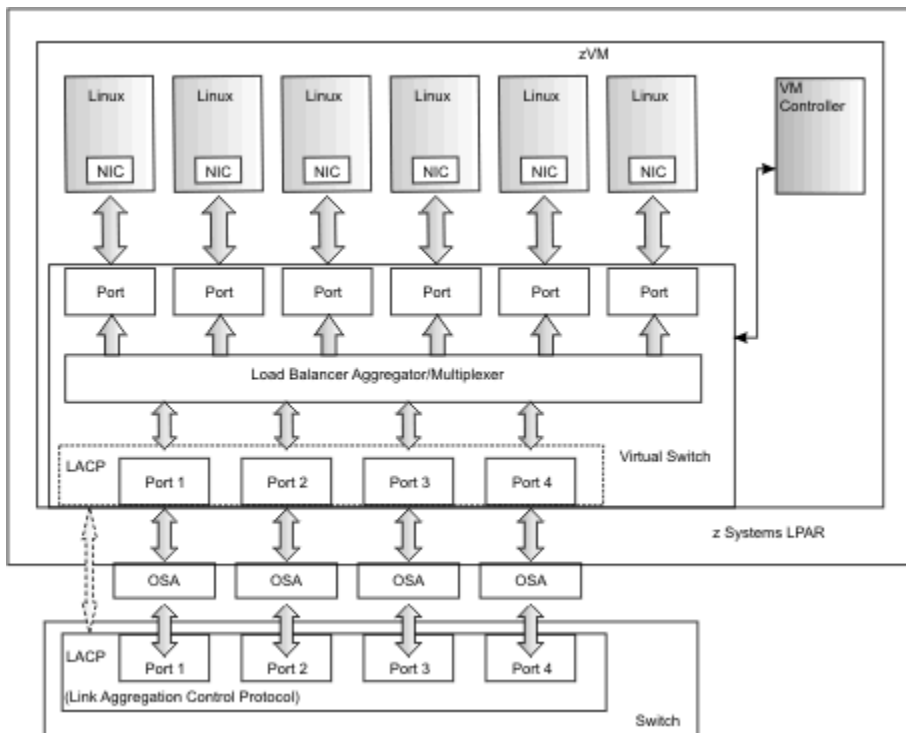 zVM
Linux Linux Linux Linux Linux Linux
VM
Controller
NIC NIC NIC NIC NIC NIC
Port Port Port Port Port Port
Load Balancer Aggregator/Multiplexer
Virtual Switch
LACP
Port 1 Port 2 Port 3 Port 4
z Systems LPAR
OSA OSA OSA OSA
LACP
Port 1 Port 2 Port 3 Port 4
(Link Aggregation Control Protocol)
Switch